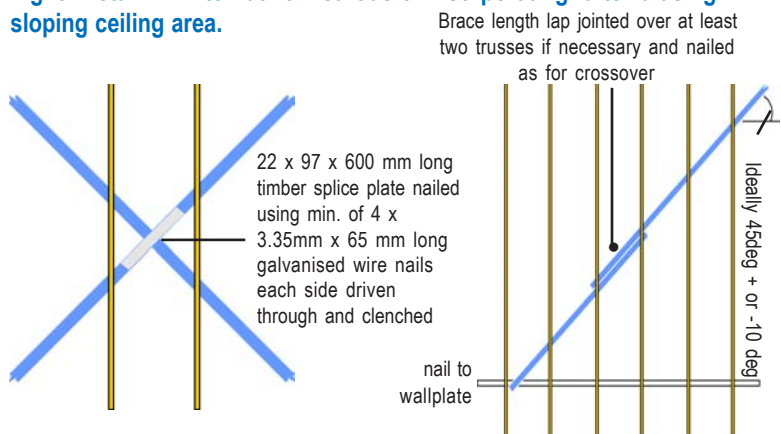 sloping ceiling area.
Brace length lap jointed over at least
two trusses if necessary and nailed
as for crossover
22 x 97 x 600 mm long
timber splice plate nailed
using min. of 4 x
3.35mm x 65 mm long
galvanised wire nails
each side driven
through and clenched
Ideally 45deg + or -10 deg
nail to
wallplate